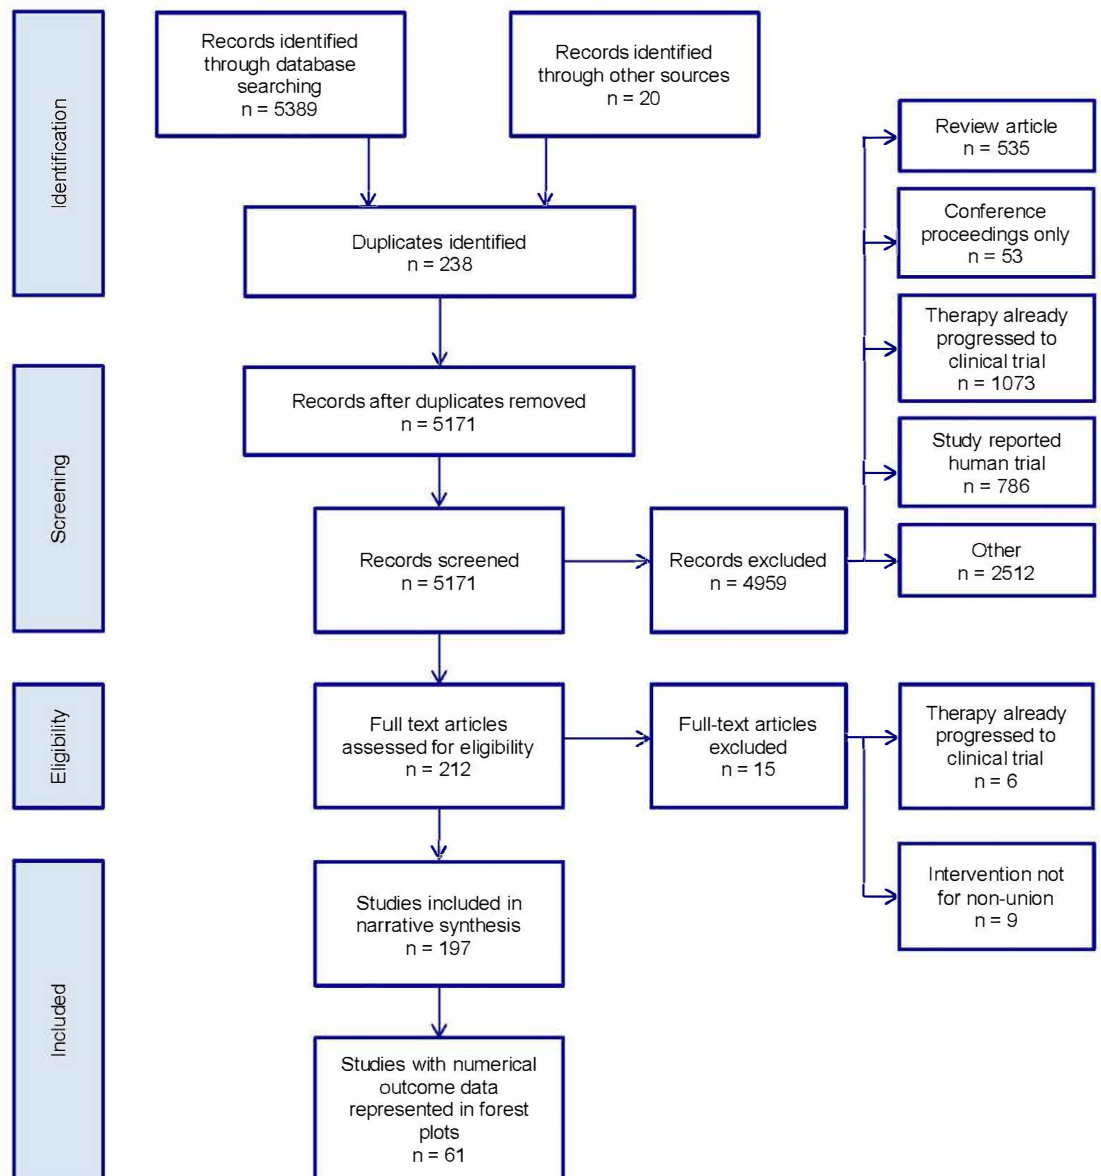 Identification
Records identified
through database
searching
n = 5389
Records identified
through other sources
n = 20
Duplicates identified
n = 238
Review article
n = 535
Conference
proceedings only
n = 53
Therapy already
progressed to
clinical trial
n = 1073
Study reported
human trial
n = 786
Other
n = 2512
Screening
Records after duplicates removed
n = 5171
Records screened
n = 5171
Records excluded
n = 4959
Eligibility
Full text articles
assessed for eligibility
n = 212
Full-text articles
excluded
n = 15
Therapy already
progressed to
clinical trial
n = 6
Intervention not
for non-union
n = 9
Included
Studies included in
narrative synthesis
n = 197
Studies with numerical
outcome data
represented in forest
plots
n = 61